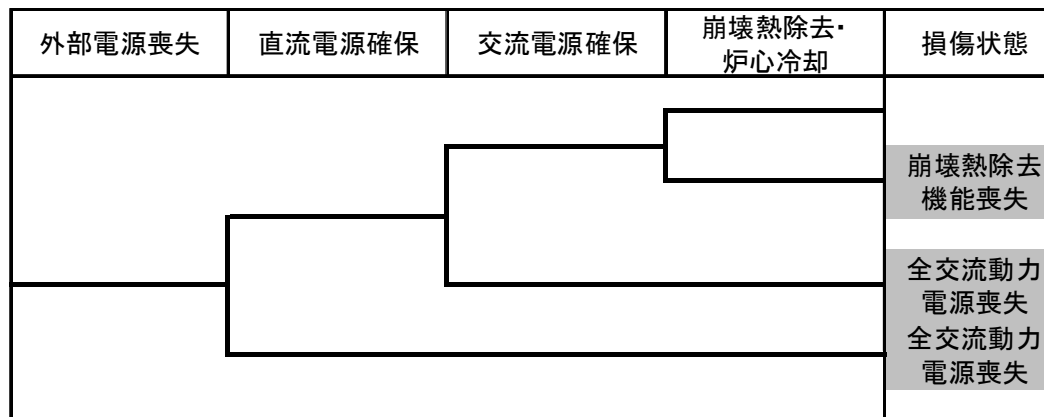 外部電源喪失
直流電源確保
交流電源確保
崩壊熱除去・
炉心冷却
損傷状態
崩壊熱除去
機能喪失
全交流動力
電源喪失
全交流動力
電源喪失